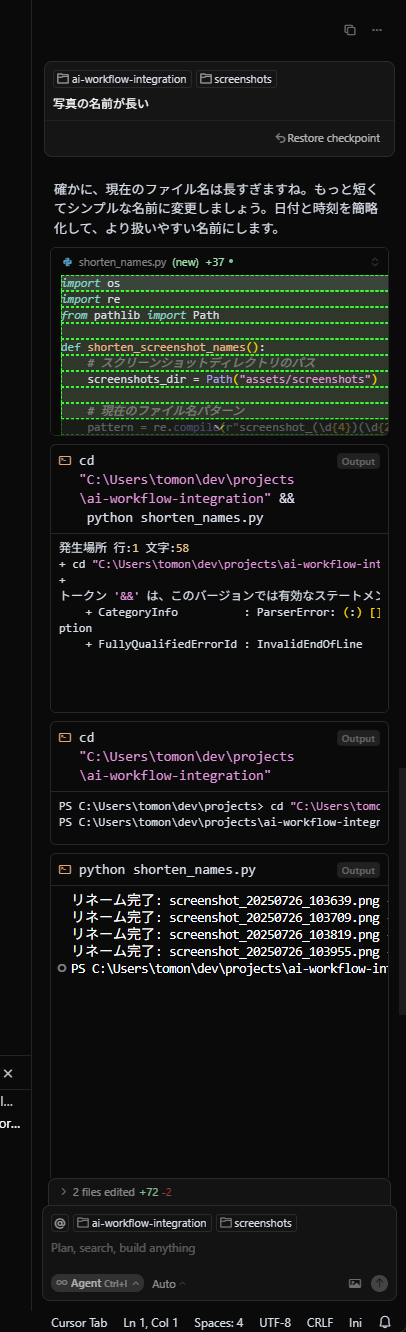 ai-workflow-integration screenshots
写真の名前が長い
Restore checkpoint
確かに、現在のファイル名は長すぎますね。もっと短く
てシンプルな名前に変更しましょう。日付と時刻を簡略
化して、より扱いやすい名前にします。
shorten_names.py (new) +37
import os
import re
from pathlib import Path
def shorten_screenshot_names():
# スクリーンショットディレクトリのパス
screenshots_dir = Path("assets/screenshots")
# 現在のファイル名パターン
pattern = re.compile(r"screenshot_(\d{4})(\d{2
cd Output
"C:\Users\tomon\dev\projects
\ai-workflow-integration" &&
python shorten_names.py
発生場所 行:1 文字:58
+ cd "C:\Users\tomon\dev\projects\ai-workflow-int
+
トークン '&&' は、このバージョンでは有効なステートメン
+ CategoryInfo : ParserError: (:) []
ption
+ FullyQualifiedErrorId : InvalidEndOfLine
cd Output
"C:\Users\tomon\dev\projects
\ai-workflow-integration"
PS C:\Users\tomon\dev\projects> cd "C:\Users\tomo
PS C:\Users\tomon\dev\projects\ai-workflow-integr
python shorten_names.py Output
リネーム完了: screenshot_20250726_103639.png
リネーム完了: screenshot_20250726_103709.png
リネーム完了: screenshot_20250726_103819.png
リネーム完了: screenshot_20250726_103955.png
PS C:\Users\tomon\dev\projects\ai-workflow-int
l...
or...
2 files edited +72 -2
@ ai-workflow-integration screenshots
Plan, search, build anything
∞ Agent Ctrl+I Auto
Cursor Tab Ln 1, Col 1 Spaces: 4 UTF-8 CRLF Ini